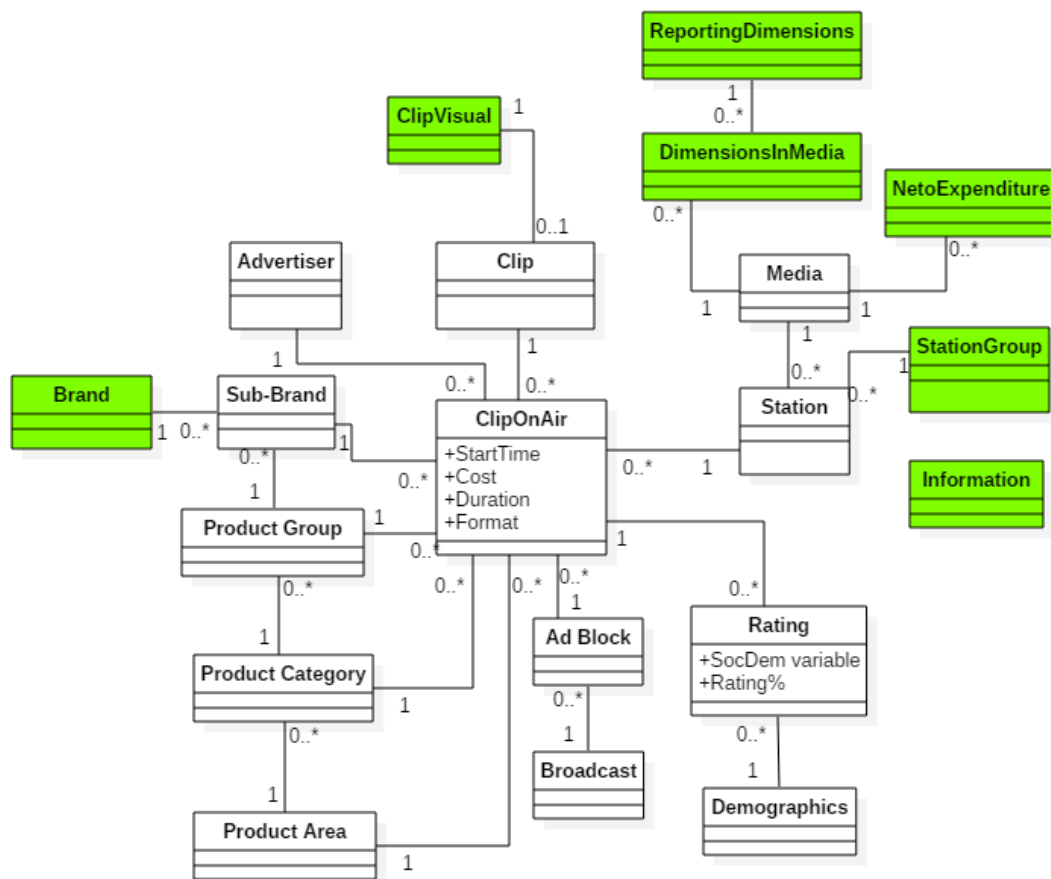 ReportingDimensions
1
0..*
ClipVisual
1
DimensionsInMedia
0..*
NetoExpenditure
0..*
0..1
Advertiser
Clip
Media
1
1
1
StationGroup
1
0..*
1
1
0..*
0..*
0..*
Brand
1
0..*
Sub-Brand
1
0..*
0..*
ClipOnAir
+StartTime
+Cost
+Duration
+Format
Station
0..*
1
Information
1
Product Group
1
0..*
1
0..*
0..*
0..*
0..*
1
0..*
Ad Block
Rating
+SocDem variable
+Rating%
1
Product Category
1
0..*
0..*
1
0..*
1
Broadcast
1
Demographics
Product Area
1